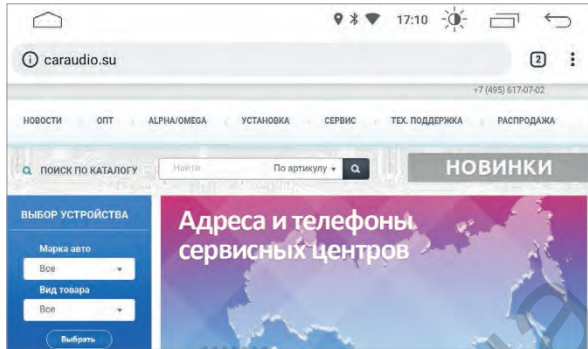 17:10
caraudio.su
2
+7 (495) 617-07-02
НОВОСТИ ОПТ ALPHA/OMEGA УСТАНОВКА СЕРВИС ТЕХ. ПОДДЕРЖКА РАСПРОДАЖА
ПОИСК ПО КАТАЛОГУ Найти По артикулу НОВИНКИ
ВЫБОР УСТРОЙСТВА
Марка авто
Все
Вид товара
Все
Выбрать
Адреса и телефоны
сервисных центров